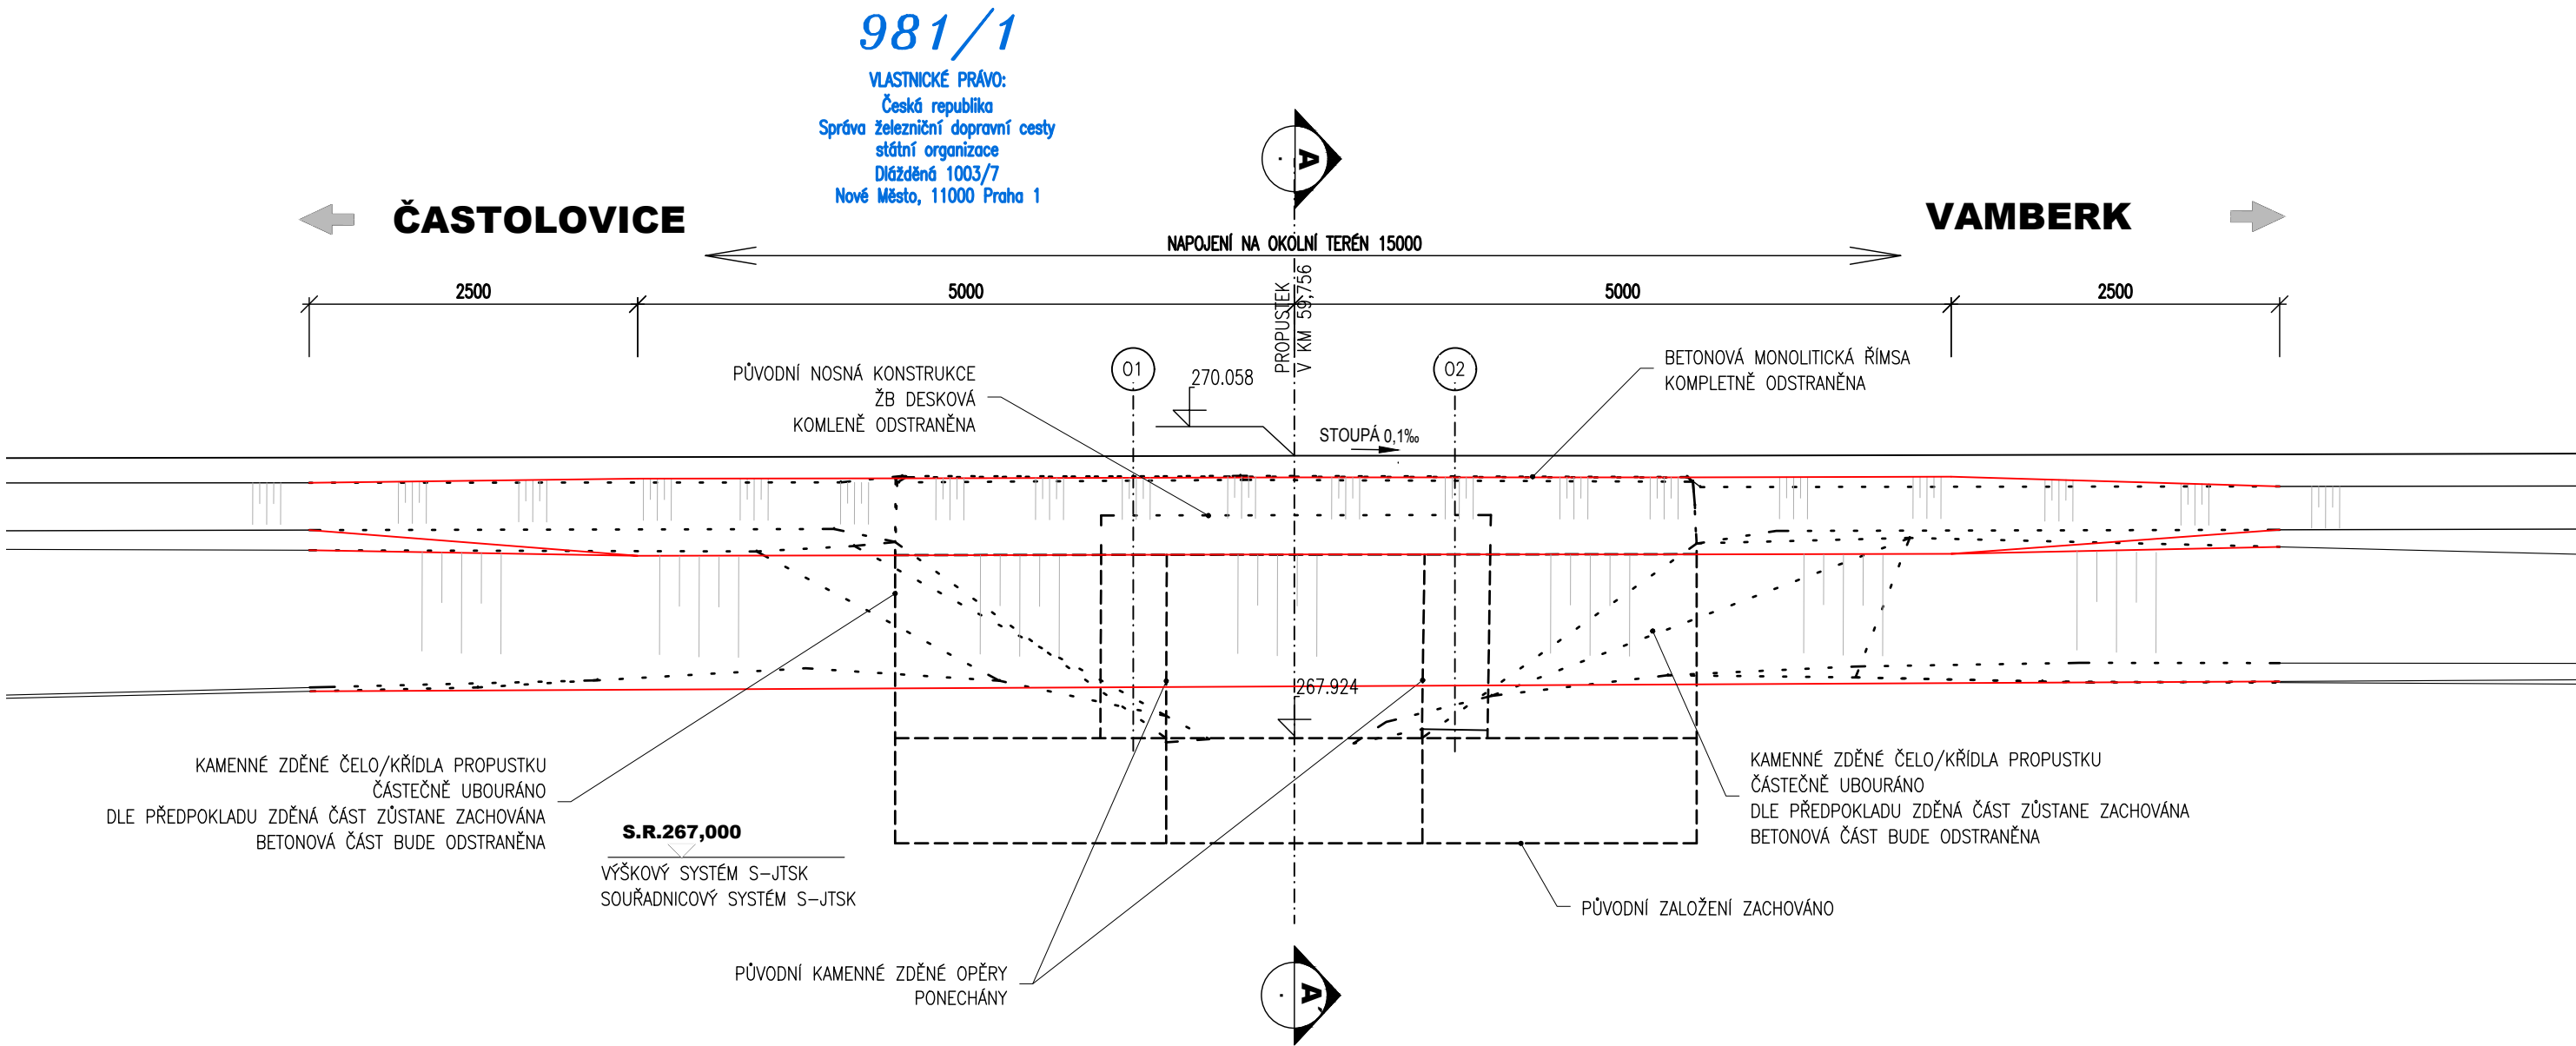 981/1
VLASTNICKÉ PRÁVO:
Česká republika
Správa železniční dopravní cesty
státní organizace
Dlážděná 1003/7
Nové Město, 11000 Praha 1
A
ČASTOLOVICE
VAMBERK
NAPOJENÍ NA OKOLNÍ TERÉN 15000
2500
5000
5000
2500
PROPUSTEK
V KM 59,756
PŮVODNÍ NOSNÁ KONSTRUKCE
ŽB DESKOVÁ
KOMLENĚ ODSTRANĚNA
O1
270.058
O2
BETONOVÁ MONOLITICKÁ ŘÍMSA
KOMPLETNĚ ODSTRANĚNA
STOUPÁ 0,1‰
267.924
KAMENNÉ ZDĚNÉ ČELO/KŘÍDLA PROPUSTKU
ČÁSTEČNĚ UBOURÁNO
DLE PŘEDPOKLADU ZDĚNÁ ČÁST ZŮSTANE ZACHOVÁNA
BETONOVÁ ČÁST BUDE ODSTRANĚNA
KAMENNÉ ZDĚNÉ ČELO/KŘÍDLA PROPUSTKU
ČÁSTEČNĚ UBOURÁNO
DLE PŘEDPOKLADU ZDĚNÁ ČÁST ZŮSTANE ZACHOVÁNA
BETONOVÁ ČÁST BUDE ODSTRANĚNA
S.R.267,000
VÝŠKOVÝ SYSTÉM S-JTSK
SOUŘADNICOVÝ SYSTÉM S-JTSK
PŮVODNÍ ZALOŽENÍ ZACHOVÁNO
PŮVODNÍ KAMENNÉ ZDĚNÉ OPĚRY
PONECHÁNY
A'